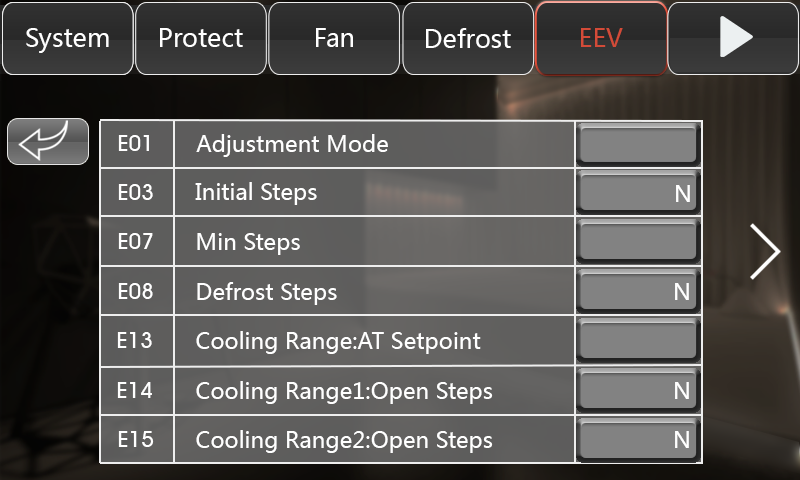 System Protect Fan Defrost EEV
E01 Adjustment Mode
E03 Initial Steps N
E07 Min Steps
E08 Defrost Steps N
E13 Cooling Range:AT Setpoint
E14 Cooling Range1:Open Steps N
E15 Cooling Range2:Open Steps N